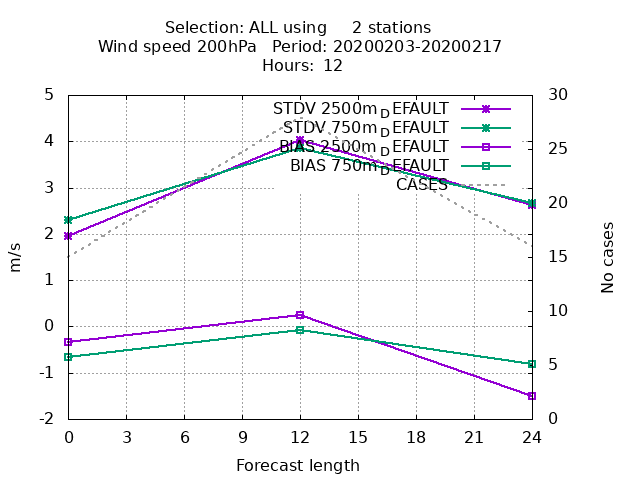 Selection: ALL using     2 stations
Wind speed 200hPa   Period: 20200203-20200217
Hours: 12
STDV 2500m_DEFAULT
STDV 750m_DEFAULT
BIAS 2500m_DEFAULT
BIAS 750m_DEFAULT
CASES
5
4
3
2
1
0
-1
-2
m/s
30
25
20
15
10
5
0
No cases
0 3 6 9 12 15 18 21 24
Forecast length